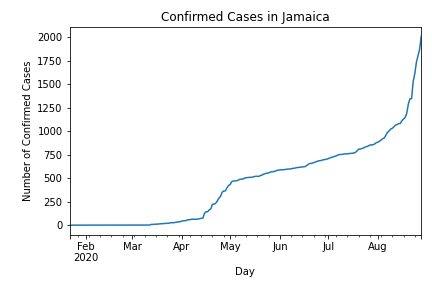 Confirmed Cases in Jamaica
2000
1750
1500
1250
1000
750
500
250
0
Number of Confirmed Cases
Feb Mar Apr May Jun Jul Aug
2020
Day